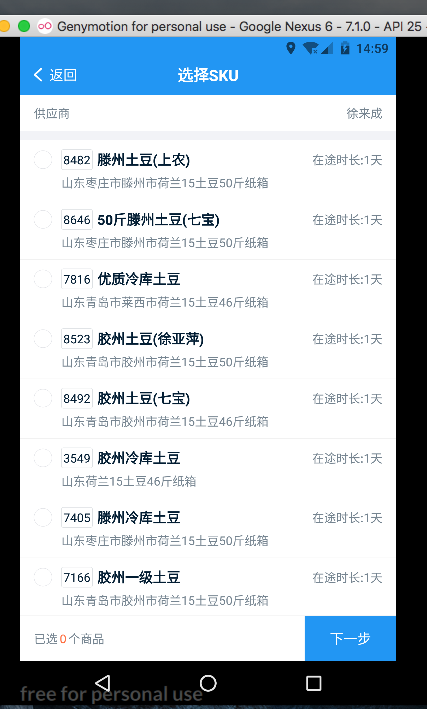 Genymotion for personal use - Google Nexus 6 - 7.1.0 - API 25 -
14:59
返回
选择SKU
供应商 徐来成
8482 滕州土豆(上农) 在途时长:1天
山东枣庄市滕州市荷兰15土豆50斤纸箱
8646 50斤滕州土豆(七宝) 在途时长:1天
山东枣庄市滕州市荷兰15土豆50斤纸箱
7816 优质冷库土豆 在途时长:1天
山东青岛市莱西市荷兰15土豆46斤纸箱
8523 胶州土豆(徐亚萍) 在途时长:1天
山东青岛市胶州市荷兰15土豆50斤纸箱
8492 胶州土豆(七宝) 在途时长:1天
山东青岛市胶州市荷兰15土豆46斤纸箱
3549 胶州冷库土豆 在途时长:1天
山东荷兰15土豆46斤纸箱
7405 滕州冷库土豆 在途时长:1天
山东枣庄市滕州市荷兰15土豆50斤纸箱
7166 胶州一级土豆 在途时长:1天
山东青岛市胶州市荷兰15土豆50斤纸箱
已选0个商品 下一步
free for personal use